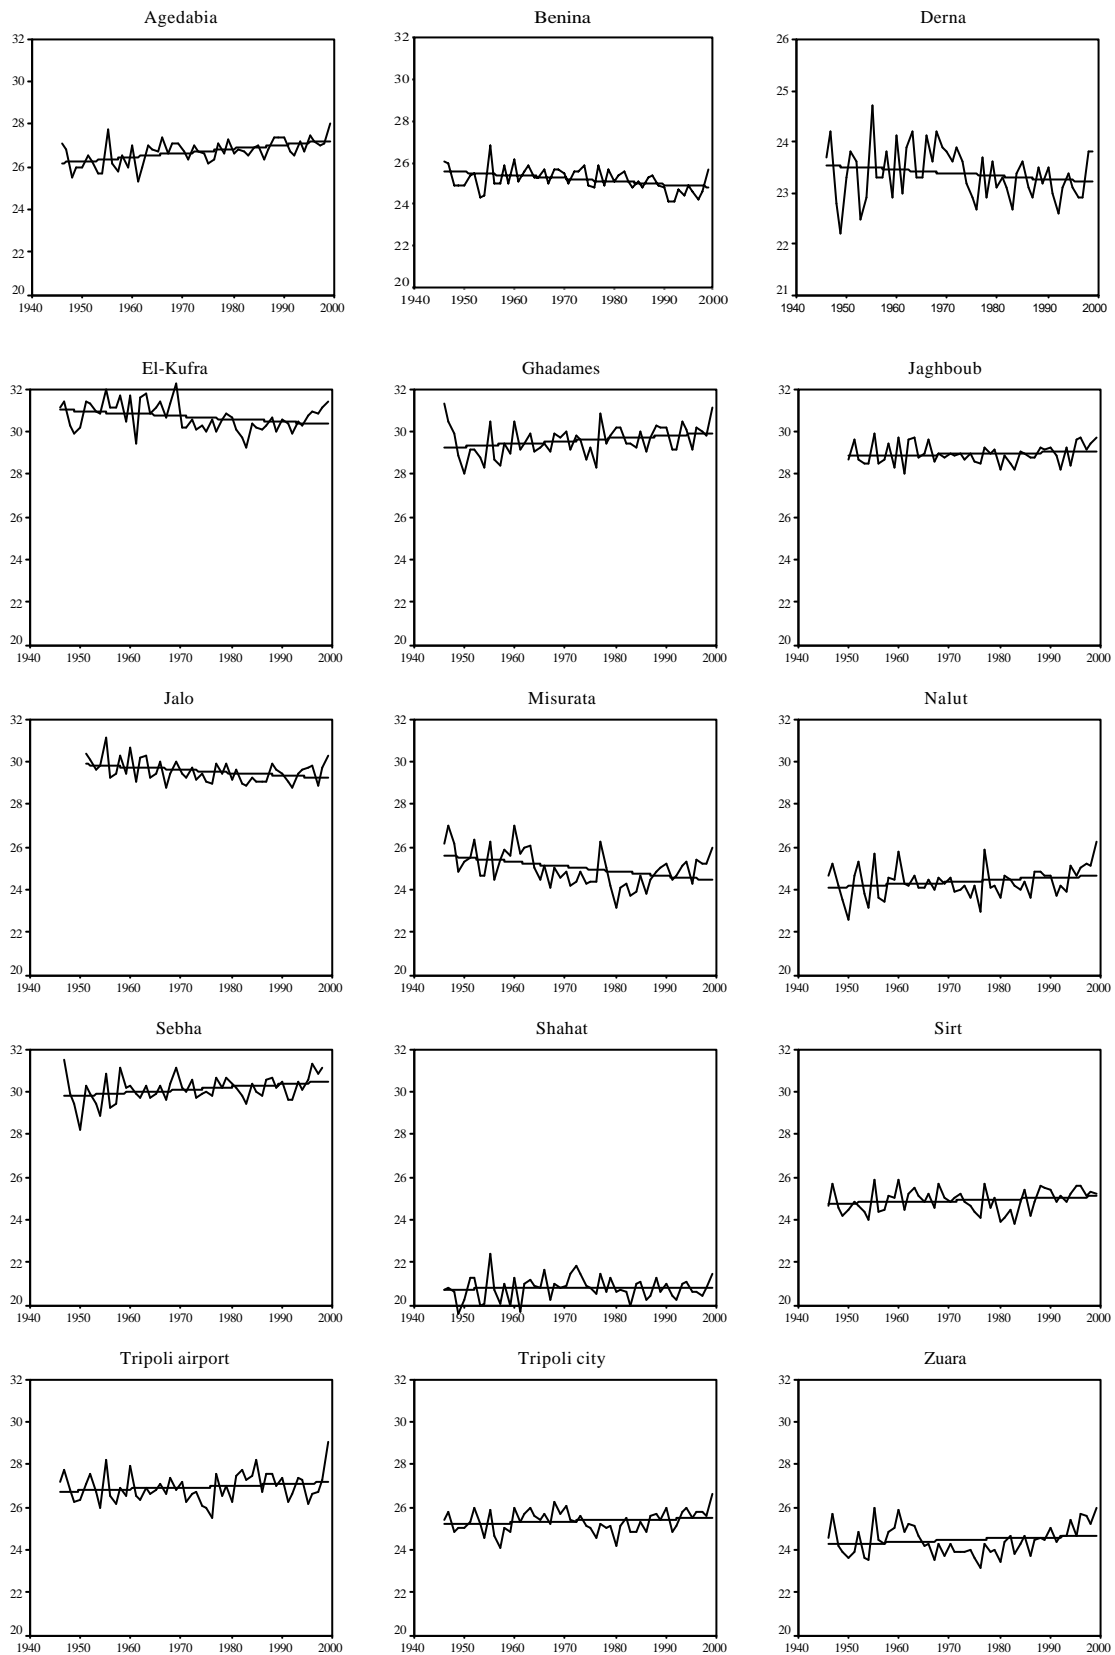 Agedabia Benina Derna
32 30 28 26 24 22 20
1940 1950 1960 1970 1980 1990 2000
32 30 28 26 24 22 20
1940 1950 1960 1970 1980 1990 2000
26 25 24 23 22 21
1940 1950 1960 1970 1980 1990 2000
El-Kufra Ghadames Jaghboub
32 30 28 26 24 22 20
1940 1950 1960 1970 1980 1990 2000
32 30 28 26 24 22 20
1940 1950 1960 1970 1980 1990 2000
32 30 28 26 24 22 20
1940 1950 1960 1970 1980 1990 2000
Jalo Misurata Nalut
32 30 28 26 24 22 20
1940 1950 1960 1970 1980 1990 2000
32 30 28 26 24 22 20
1940 1950 1960 1970 1980 1990 2000
32 30 28 26 24 22 20
1940 1950 1960 1970 1980 1990 2000
Sebha Shahat Sirt
32 30 28 26 24 22 20
1940 1950 1960 1970 1980 1990 2000
32 30 28 26 24 22 20
1940 1950 1960 1970 1980 1990 2000
32 30 28 26 24 22 20
1940 1950 1960 1970 1980 1990 2000
Tripoli airport Tripoli city Zuara
32 30 28 26 24 22 20
1940 1950 1960 1970 1980 1990 2000
32 30 28 26 24 22 20
1940 1950 1960 1970 1980 1990 2000
32 30 28 26 24 22 20
1940 1950 1960 1970 1980 1990 2000